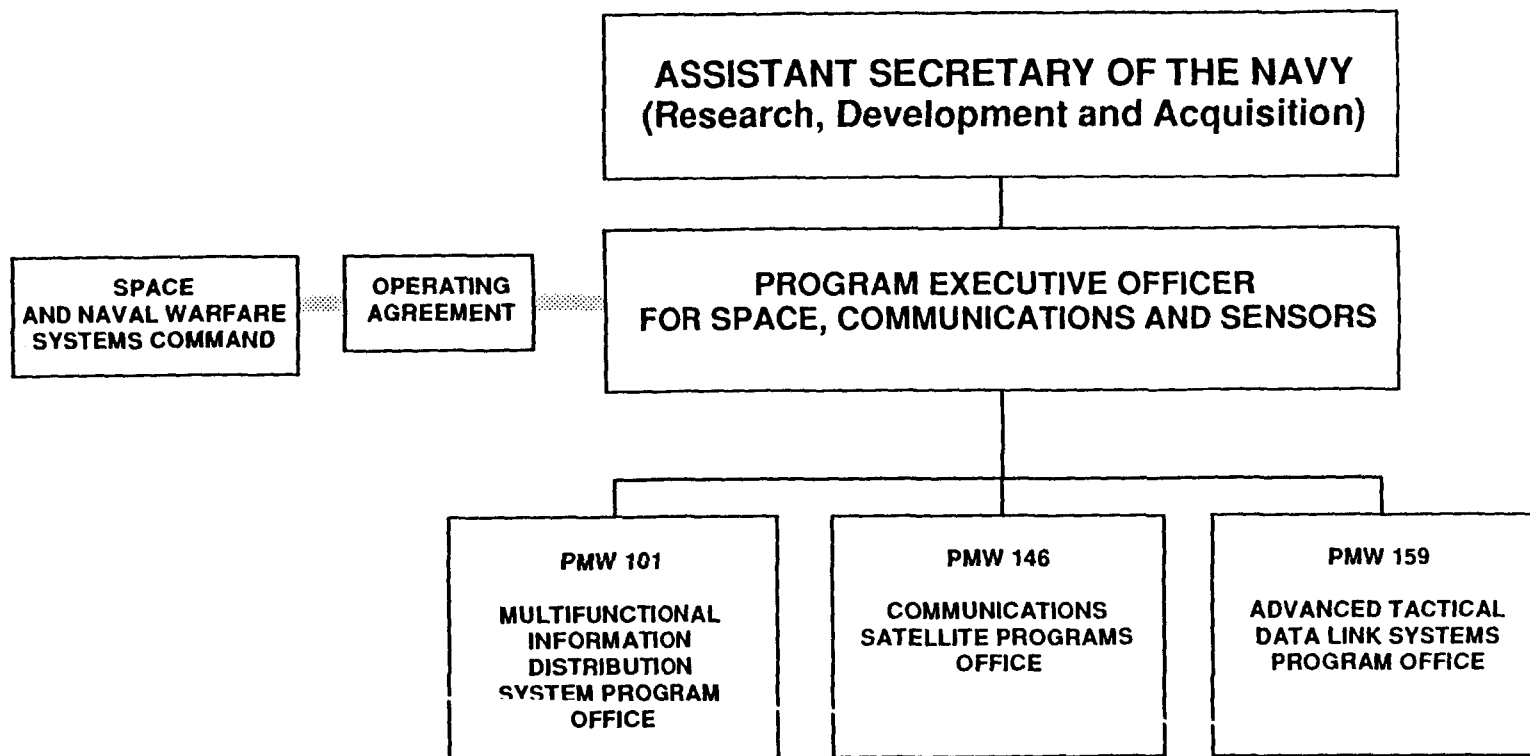 ASSISTANT SECRETARY OF THE NAVY
(Research, Development and Acquisition)
SPACE
AND NAVAL WARFARE
SYSTEMS COMMAND
OPERATING
AGREEMENT
PROGRAM EXECUTIVE OFFICER
FOR SPACE, COMMUNICATIONS AND SENSORS
PMW 101
MULTIFUNCTIONAL
INFORMATION
DISTRIBUTION
SYSTEM PROGRAM
OFFICE
PMW 146
COMMUNICATIONS
SATELLITE PROGRAMS
OFFICE
PMW 159
ADVANCED TACTICAL
DATA LINK SYSTEMS
PROGRAM OFFICE